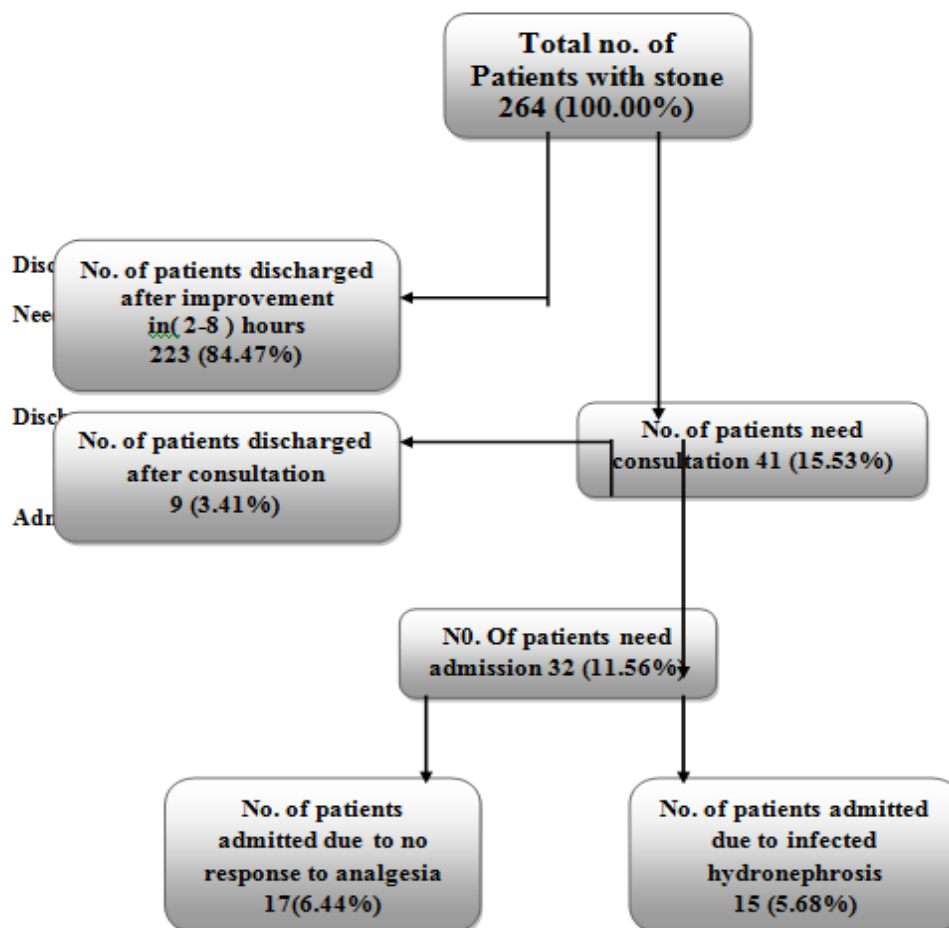 Total no. of
Patients with stone
264 (100.00%)
No. of patients discharged
after improvement
in( 2-8 ) hours
223 (84.47%)
No. of patients discharged
after consultation
9 (3.41%)
No. of patients need
consultation 41 (15.53%)
N0. Of patients need
admission 32 (11.56%)
No. of patients
admitted due to no
response to analgesia
17(6.44%)
No. of patients admitted
due to infected
hydronephrosis
15 (5.68%)